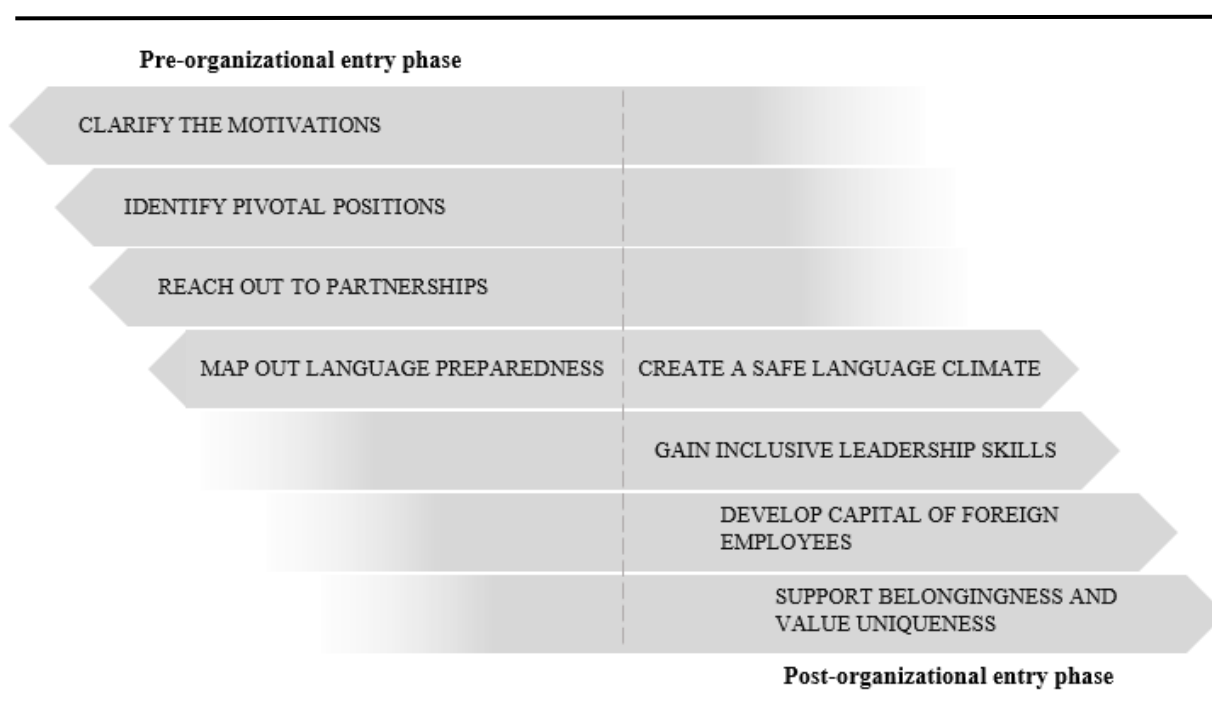 Pre-organizational entry phase
CLARIFY THE MOTIVATIONS
IDENTIFY PIVOTAL POSITIONS
REACH OUT TO PARTNERSHIPS
MAP OUT LANGUAGE PREPAREDNESS CREATE A SAFE LANGUAGE CLIMATE
GAIN INCLUSIVE LEADERSHIP SKILLS
DEVELOP CAPITAL OF FOREIGN
EMPLOYEES
SUPPORT BELONGINGNESS AND
VALUE UNIQUENESS
Post-organizational entry phase